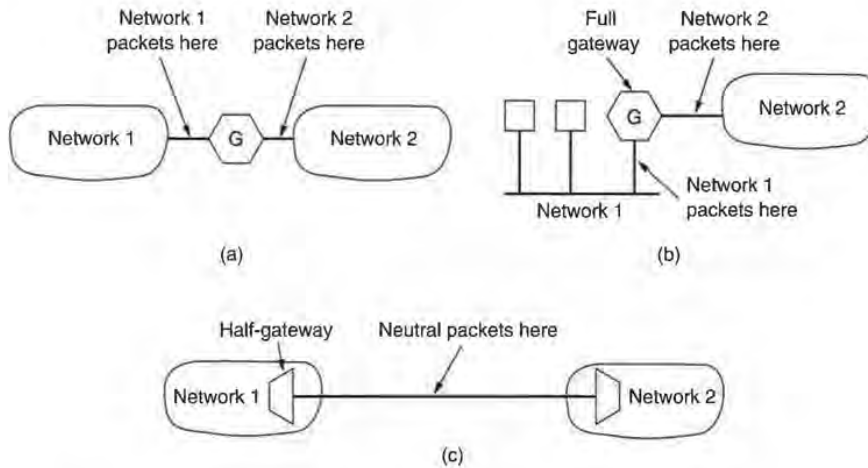 Network 1
packets here
Network 2
packets here
Network 1
G
Network 2
(a)
Full
gateway
Network 2
packets here
G
Network 2
Network 1
Network 1
packets here
(b)
Half-gateway
Neutral packets here
Network 1
Network 2
(c)